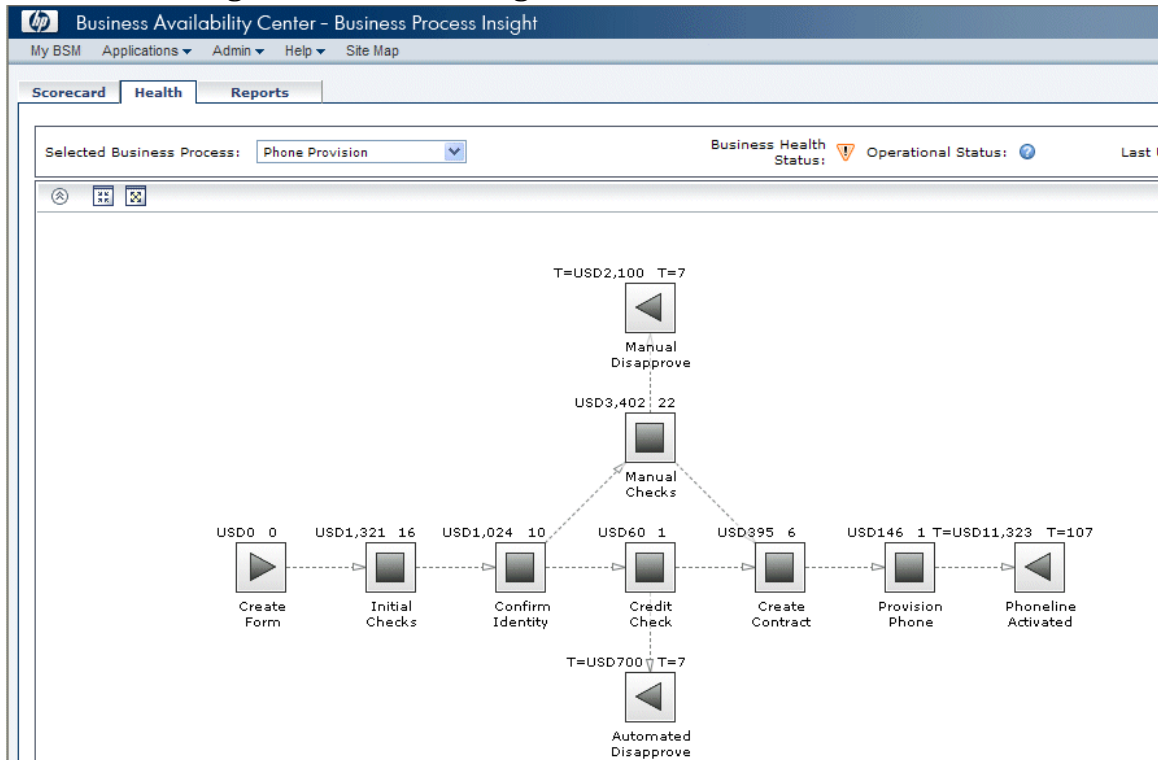 hp Business Availability Center - Business Process Insight
My BSM Applications Admin Help Site Map
Scorecard Health Reports
Selected Business Process: Phone Provision Business Health Status: Operational Status: Last
T=USD2,100 T=7
Manual
Disapprove
USD3,402 22
Manual
Checks
USD0 0 USD1,321 16 USD1,024 10 USD60 1 USD395 6 USD146 1 T=USD11,323 T=107
Create Initial Confirm Credit Create Provision Phoneline
Form Checks Identity Check Contract Phone Activated
T=USD700 T=7
Automated
Disapprove